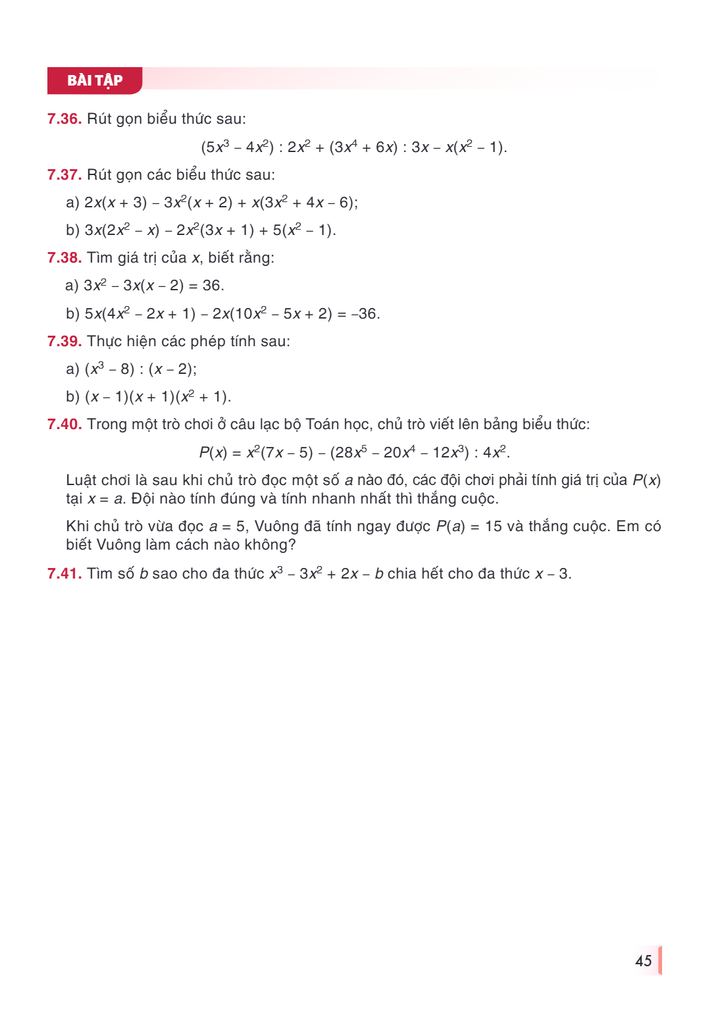 BÀI TẬP
7.36. Rút gọn biểu thức sau:
(5x³ – 4x²) : 2x² + (3x⁴ + 6x) : 3x – x(x² – 1).
7.37. Rút gọn các biểu thức sau:
a) 2x(x + 3) – 3x²(x + 2) + x(3x² + 4x – 6);
b) 3x(2x² – x) – 2x²(3x + 1) + 5(x² – 1).
7.38. Tìm giá trị của x, biết rằng:
a) 3x² – 3x(x – 2) = 36.
b) 5x(4x² – 2x + 1) – 2x(10x² – 5x + 2) = –36.
7.39. Thực hiện các phép tính sau:
a) (x³ – 8) : (x – 2);
b) (x – 1)(x + 1)(x² + 1).
7.40. Trong một trò chơi ở câu lạc bộ Toán học, chủ trò viết lên bảng biểu thức:
P(x) = x²(7x – 5) – (28x⁵ – 20x⁴ – 12x³) : 4x².
Luật chơi là sau khi chủ trò đọc một số a nào đó, các đội chơi phải tính giá trị của P(x)
tại x = a. Đội nào tính đúng và tính nhanh nhất thì thắng cuộc.
Khi chủ trò vừa đọc a = 5, Vuông đã tính ngay được P(a) = 15 và thắng cuộc. Em có
biết Vuông làm cách nào không?
7.41. Tìm số b sao cho đa thức x³ – 3x² + 2x – b chia hết cho đa thức x – 3.
45